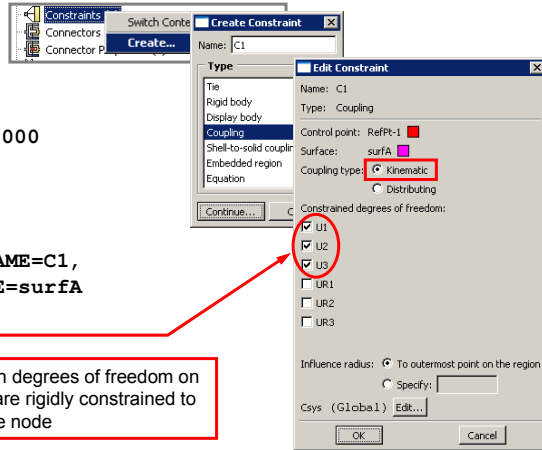 Constraints
Switch Conte
Connectors
Create...
Connector P
Create Constraint
Name: C1
Type
Tie
Rigid body
Display body
Coupling
Shell-to-solid couplin
Embedded region
Equation
Continue...
C
Edit Constraint
Name: C1
Type: Coupling
Control point: RefPt-1
Surface: surfA
Coupling type: Kinematic
Distributing
Constrained degrees of freedom:
U1
U2
U3
UR1
UR2
UR3
Influence radius: To outermost point on the region
Specify:
Csys (Global) Edit...
OK Cancel
000
AME=C1,
E=surfA
n degrees of freedom on
are rigidly constrained to
e node